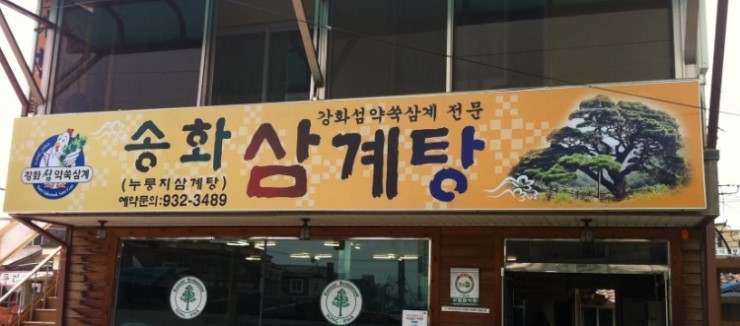 강화섬약쑥삼계 전문
송화 삼계탕
(누룽지삼계탕)
예약문의:932-3489
강화 섬 약쑥삼계